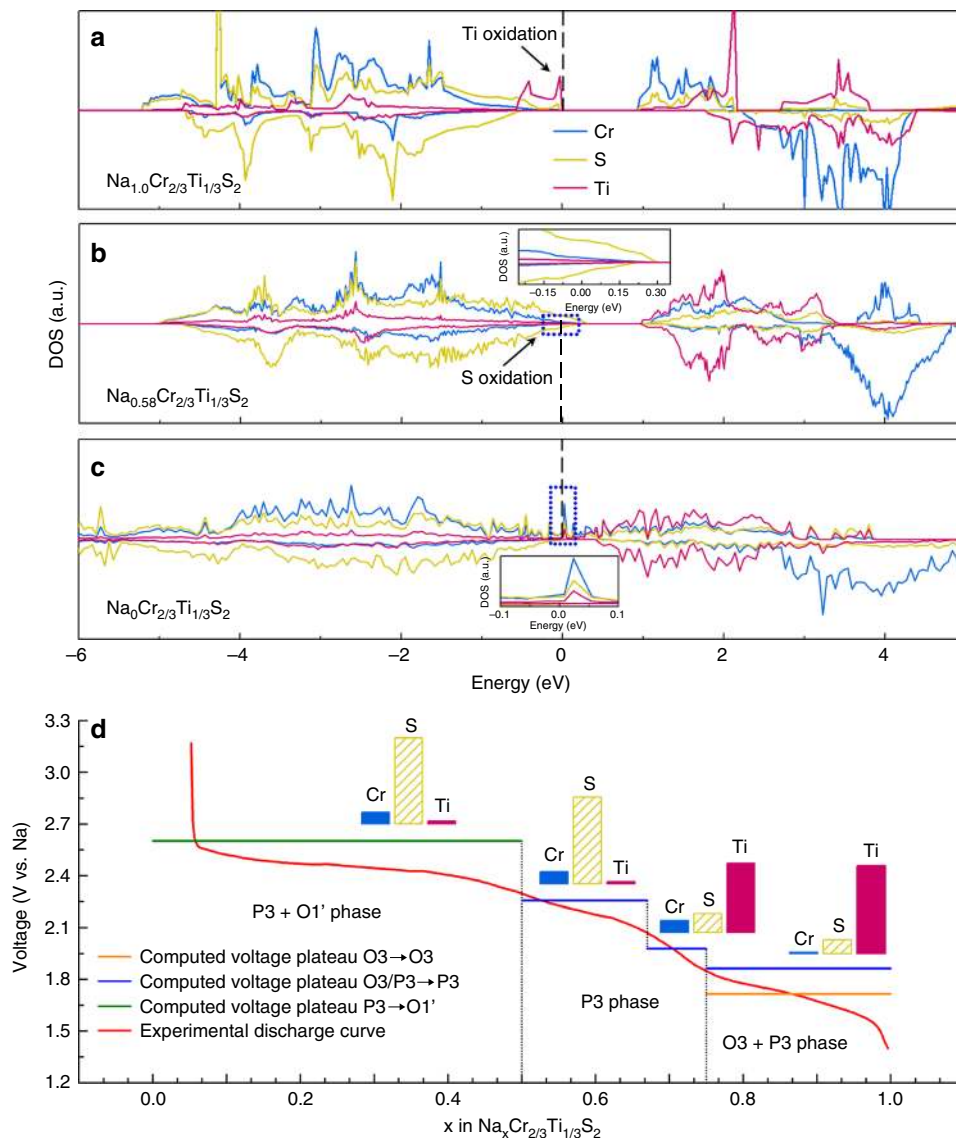 a
Ti oxidation
Cr
S
Ti
Na1.0Cr2/3Ti1/3S2
b
DOS (a.u.)
−0.15 0.00 0.15 0.30
Energy (eV)
S oxidation
Na0.58Cr2/3Ti1/3S2
DOS (a.u.)
c
DOS (a.u.)
−0.1 0.0 0.1
Energy (eV)
Na0Cr2/3Ti1/3S2
−6 −4 −2 0 2 4
Energy (eV)
d
3.3
3.0
2.7
2.4
2.1
1.8
1.5
1.2
Voltage (V vs. Na)
Cr S Ti
Cr S Ti
Cr S Ti
Cr S Ti
P3 + O1’ phase
Computed voltage plateau O3→O3
Computed voltage plateau O3/P3→P3
Computed voltage plateau P3→O1’
Experimental discharge curve
P3 phase
O3 + P3 phase
0.0 0.2 0.4 0.6 0.8 1.0
x in NaxCr2/3Ti1/3S2